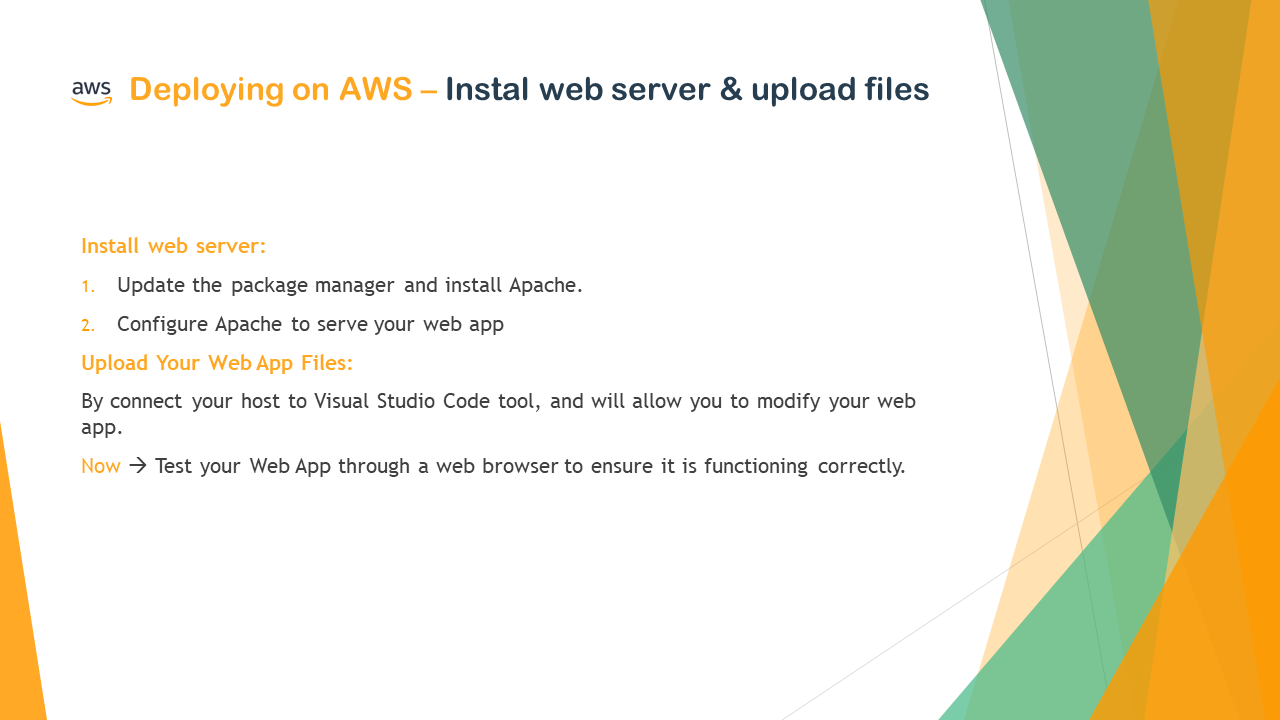 aws Deploying on AWS – Instal web server & upload files
Install web server:
1. Update the package manager and install Apache.
2. Configure Apache to serve your web app
Upload Your Web App Files:
By connect your host to Visual Studio Code tool, and will allow you to modify your web
app.
Now → Test your Web App through a web browser to ensure it is functioning correctly.